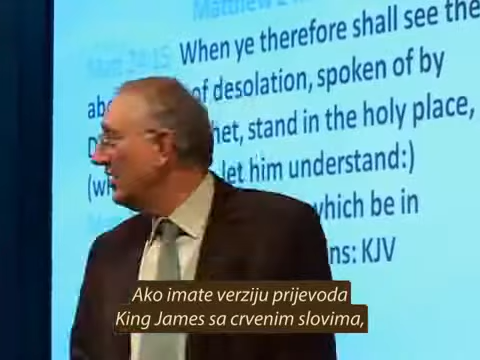 Matthew 2
Matt 24:15 When ye therefore shall see the
of desolation, spoken of by
het, stand in the holy place,
let him understand:)
which be in
ns: KJV
Ako imate verziju prijevoda
King James sa crvenim slovima,